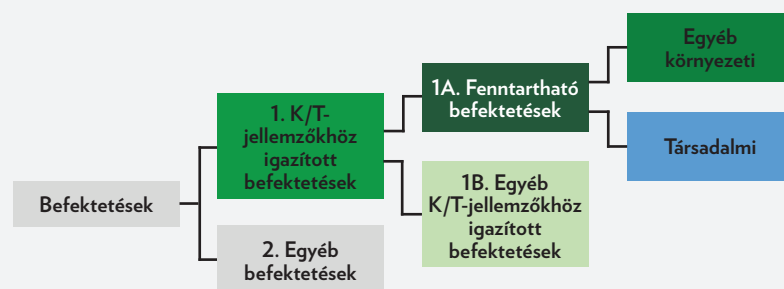 Befektetések
1. K/T-
jellemzőkhöz
igazított
befektetések
2. Egyéb
befektetések
1A. Fenntartható
befektetések
1B. Egyéb
K/T-jellemzőkhöz
igazított
befektetések
Egyéb
környezeti
Társadalmi